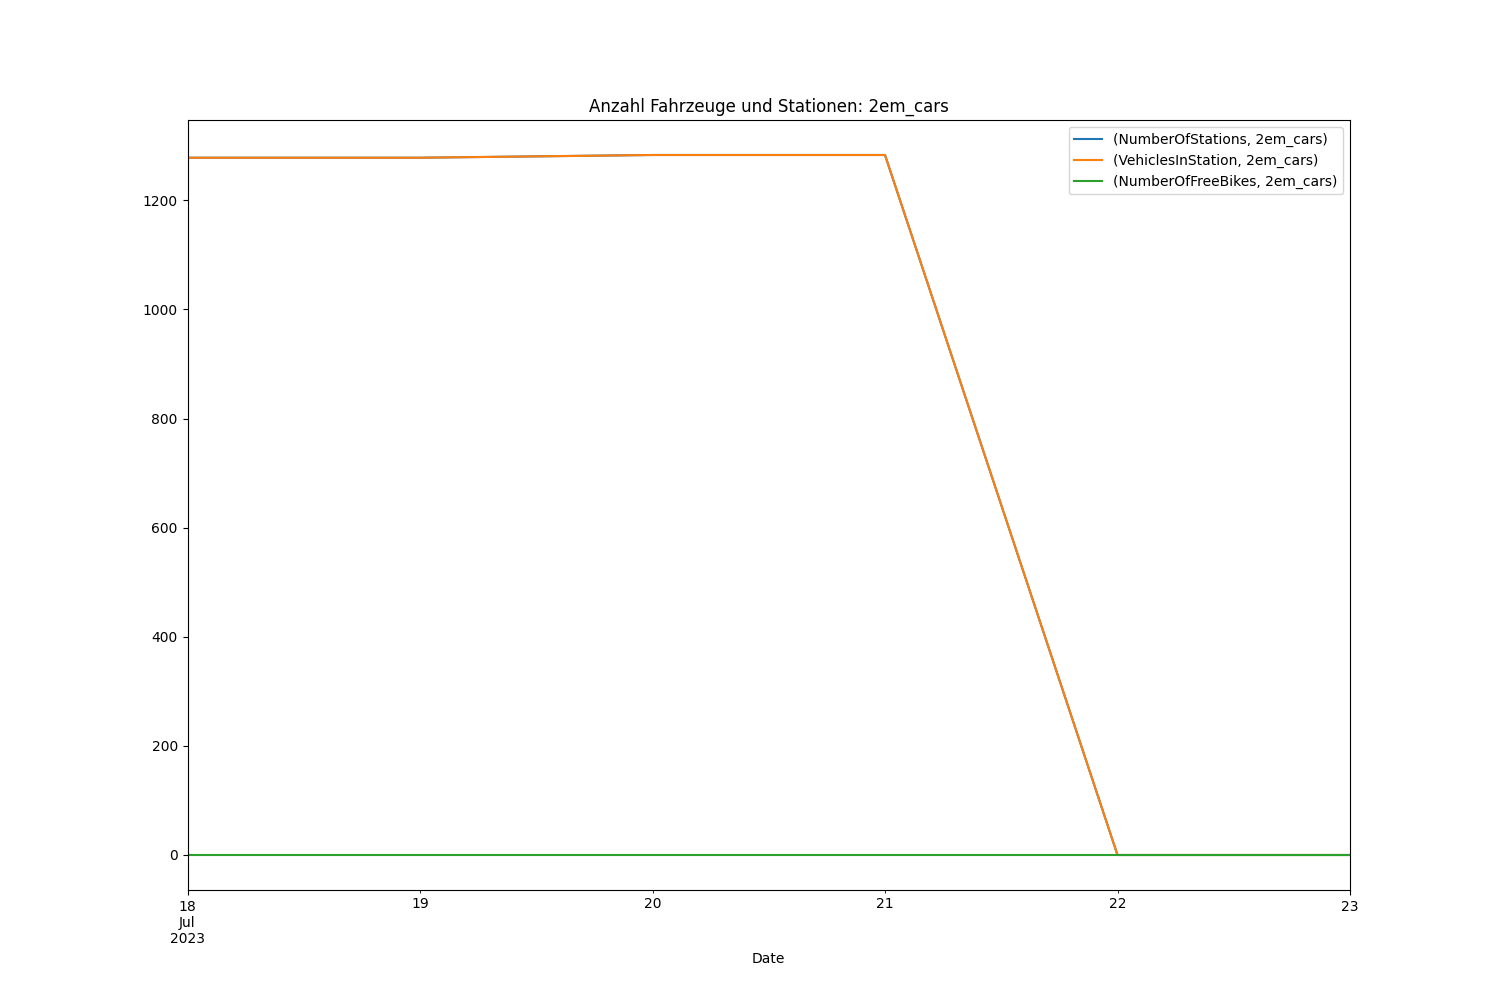 Anzahl Fahrzeuge und Stationen: 2em_cars
(NumberOfStations, 2em_cars)
(VehiclesInStation, 2em_cars)
(NumberOfFreeBikes, 2em_cars)
1200
1000
800
600
400
200
0
18 19 20 21 22 23
Jul
2023
Date